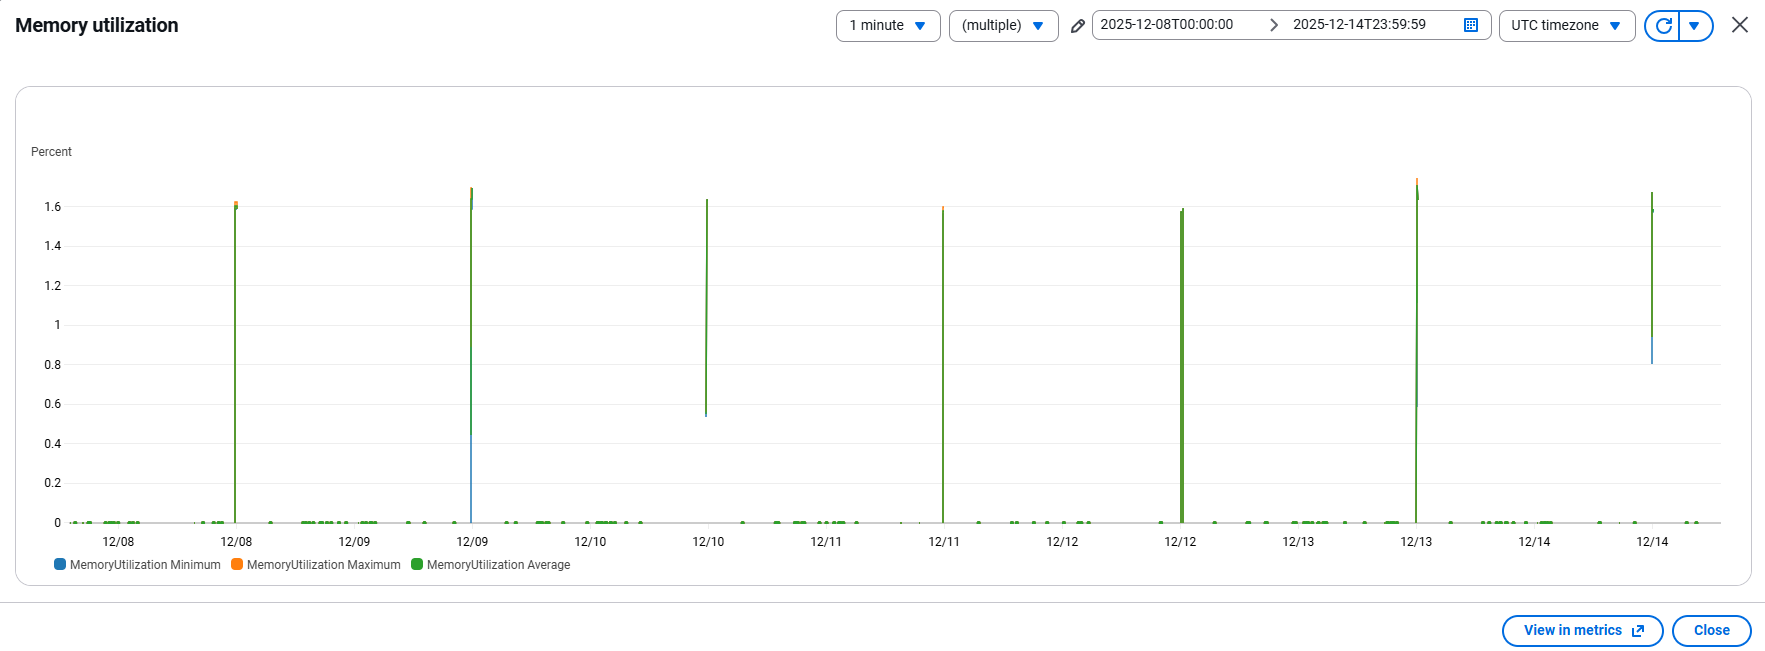 Memory utilization
1 minute
(multiple)
2025-12-08T00:00:00
2025-12-14T23:59:59
UTC timezone
Percent
1.6
1.4
1.2
1
0.8
0.6
0.4
0.2
0
12/08 12/08 12/09 12/09 12/10 12/10 12/11 12/11 12/12 12/12 12/13 12/13 12/14 12/14
MemoryUtilization Minimum MemoryUtilization Maximum MemoryUtilization Average
View in metrics
Close